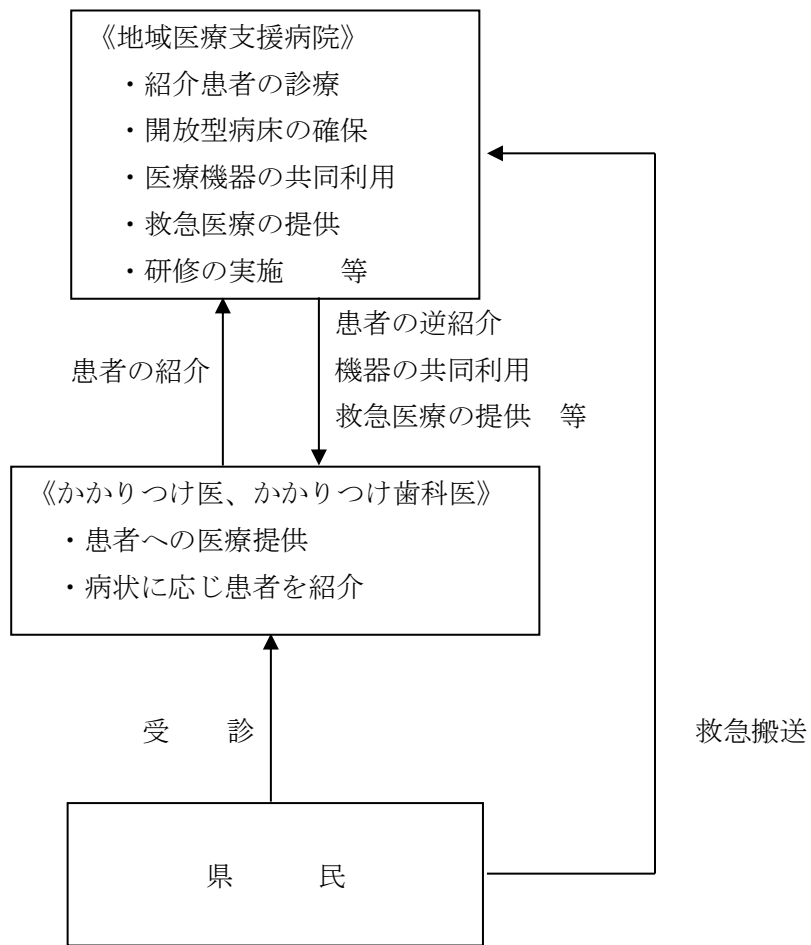 《地域医療支援病院》
・紹介患者の診療
・開放型病床の確保
・医療機器の共同利用
・救急医療の提供
・研修の実施　　等
患者の紹介
患者の逆紹介
機器の共同利用
救急医療の提供　等
《かかりつけ医、かかりつけ歯科医》
・患者への医療提供
・病状に応じ患者を紹介
受　　診
救急搬送
県　　　民